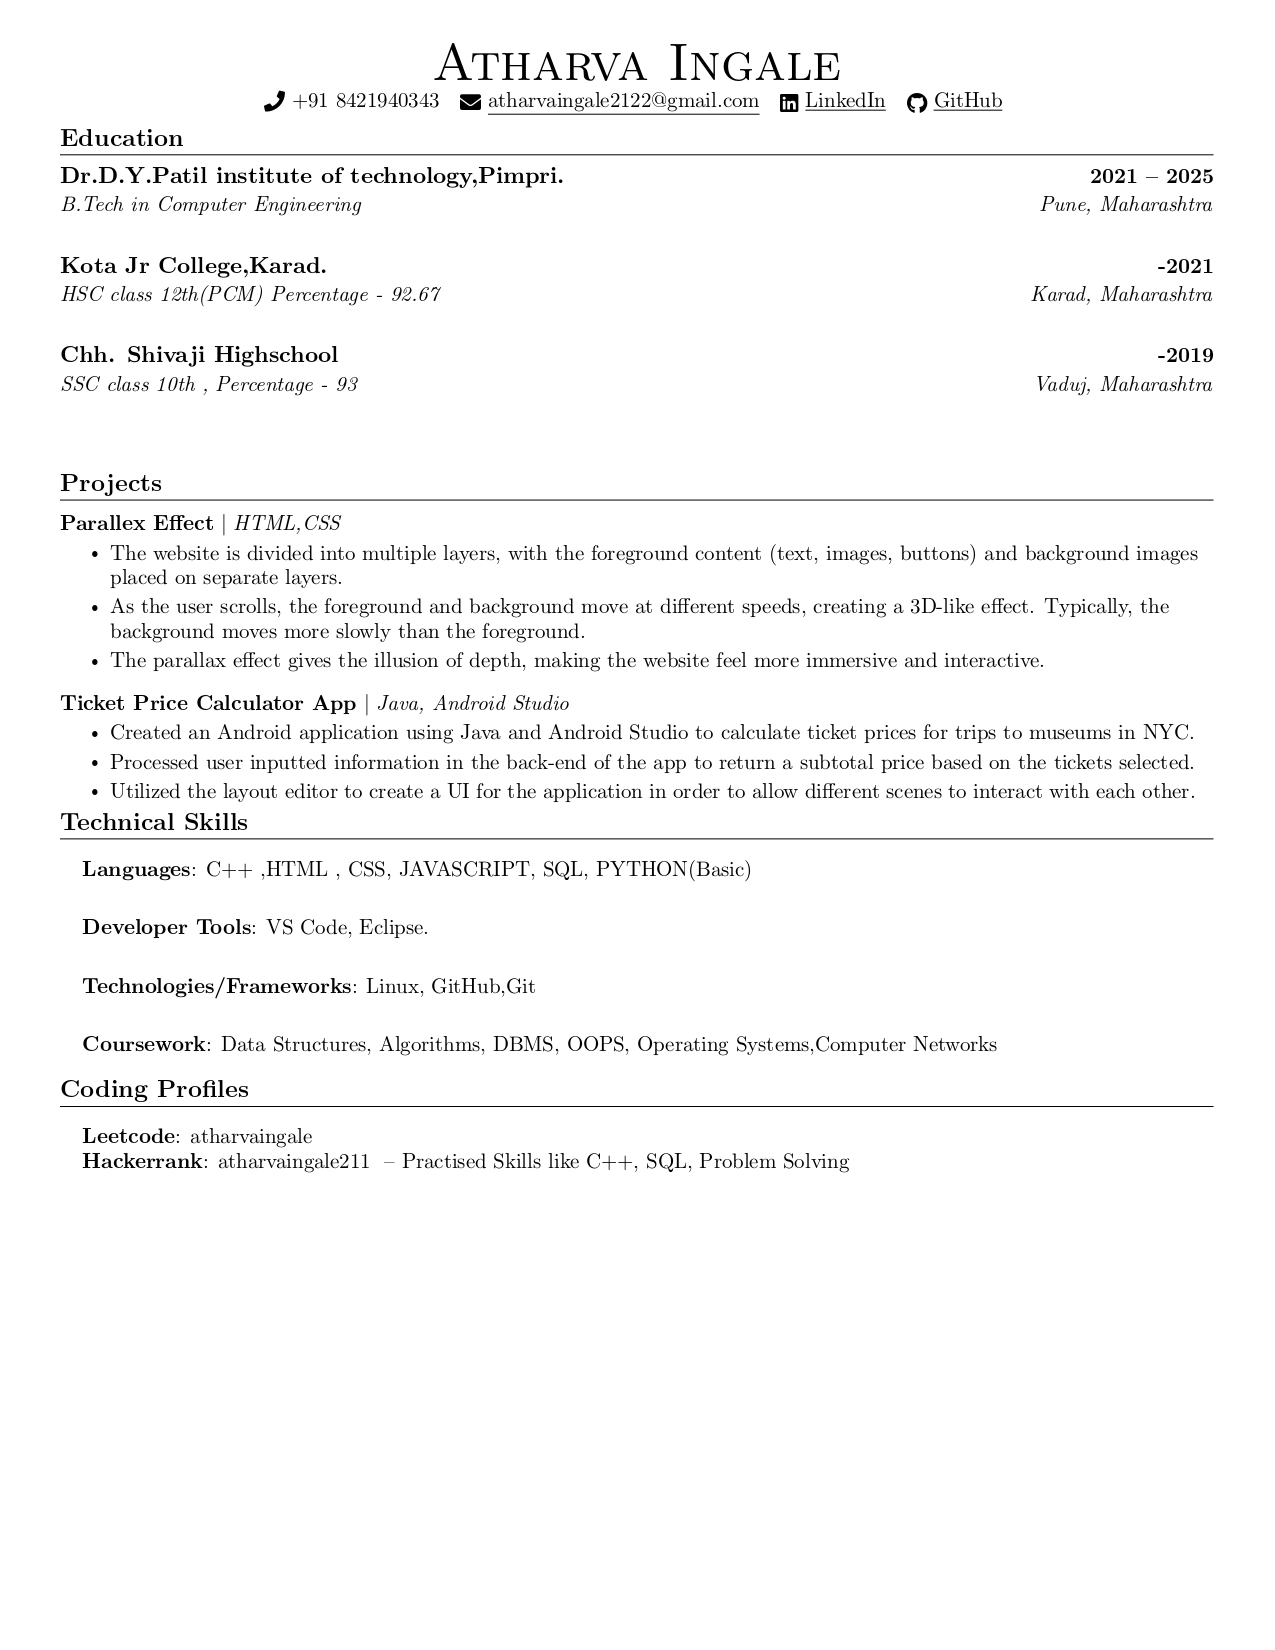 Atharva Ingale
+91 8421940343 atharvaingale2122@gmail.com LinkedIn GitHub
Education
Dr.D.Y.Patil institute of technology,Pimpri. 2021 – 2025
B.Tech in Computer Engineering Pune, Maharashtra
Kota Jr College,Karad. -2021
HSC class 12th(PCM) Percentage - 92.67 Karad, Maharashtra
Chh. Shivaji Highschool -2019
SSC class 10th , Percentage - 93 Vaduj, Maharashtra
Projects
Parallex Effect | HTML,CSS
• The website is divided into multiple layers, with the foreground content (text, images, buttons) and background images
placed on separate layers.
• As the user scrolls, the foreground and background move at different speeds, creating a 3D-like effect. Typically, the
background moves more slowly than the foreground.
• The parallax effect gives the illusion of depth, making the website feel more immersive and interactive.
Ticket Price Calculator App | Java, Android Studio
• Created an Android application using Java and Android Studio to calculate ticket prices for trips to museums in NYC.
• Processed user inputted information in the back-end of the app to return a subtotal price based on the tickets selected.
• Utilized the layout editor to create a UI for the application in order to allow different scenes to interact with each other.
Technical Skills
Languages: C++ ,HTML , CSS, JAVASCRIPT, SQL, PYTHON(Basic)
Developer Tools: VS Code, Eclipse.
Technologies/Frameworks: Linux, GitHub,Git
Coursework: Data Structures, Algorithms, DBMS, OOPS, Operating Systems,Computer Networks
Coding Profiles
Leetcode: atharvaingale
Hackerrank: atharvaingale211 – Practised Skills like C++, SQL, Problem Solving